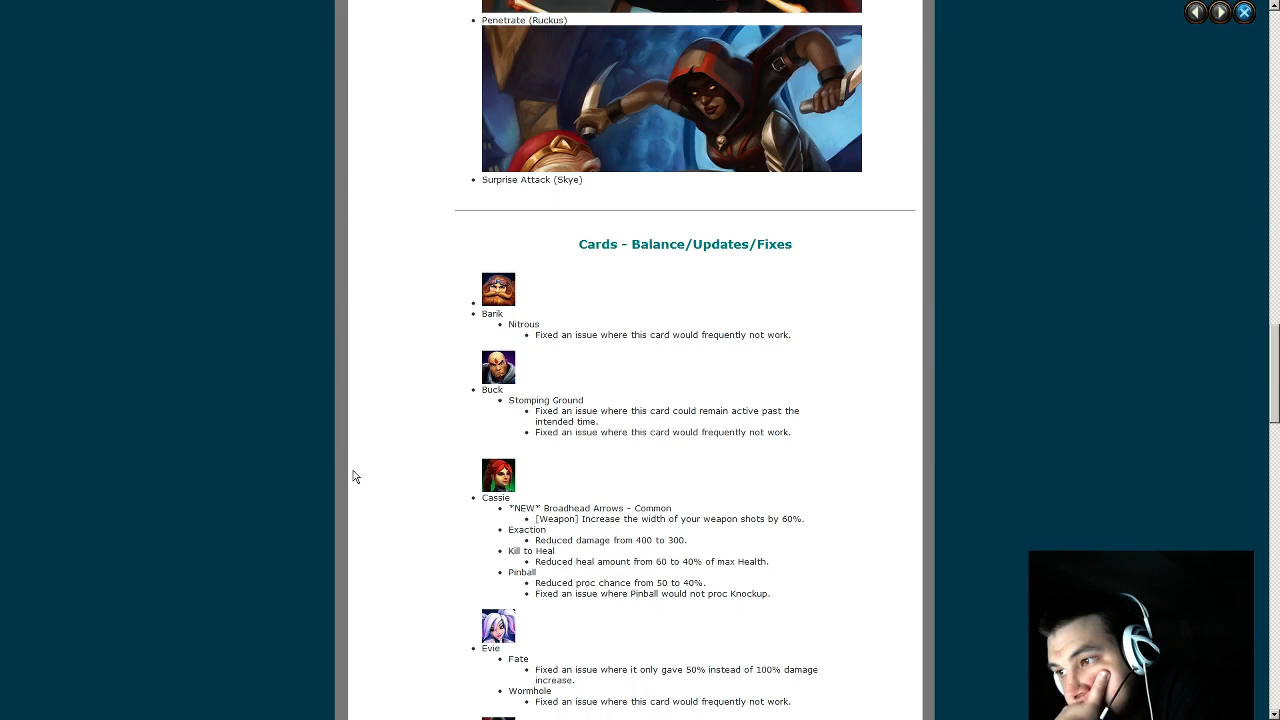 Penetrate (Ruckus)
Surprise Attack (Skye)
Cards - Balance/Updates/Fixes
Barik
Nitrous
Fixed an issue where this card would frequently not work.
Buck
Stomping Ground
Fixed an issue where this card could remain active past the
intended time.
Fixed an issue where this card would frequently not work.
Cassie
*NEW* Broadhead Arrows - Common
[Weapon] Increase the width of your weapon shots by 60%.
Exaction
Reduced damage from 400 to 300.
Kill to Heal
Reduced heal amount from 60 to 40% of max Health.
Pinball
Reduced proc chance from 50 to 40%.
Fixed an issue where Pinball would not proc Knockup.
Evie
Fate
Fixed an issue where it only gave 50% instead of 100% damage
increase.
Wormhole
Fixed an issue where this card would frequently not work.